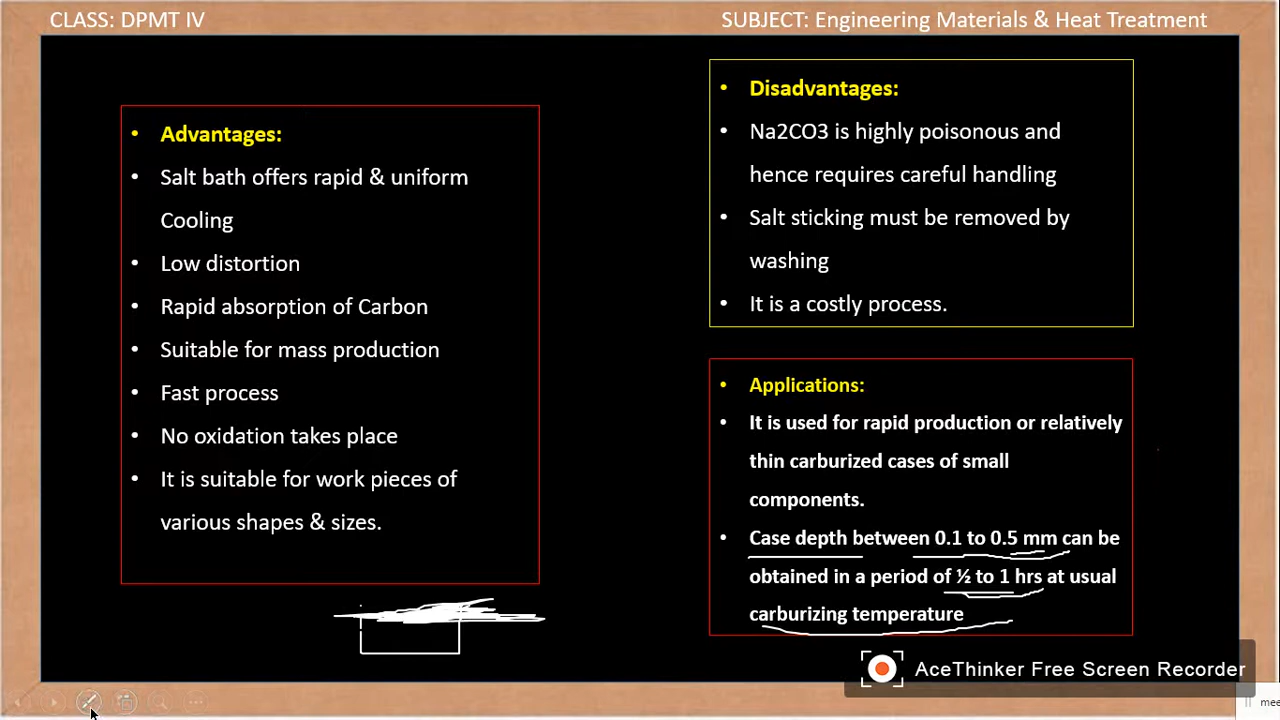 CLASS: DPMT IV
SUBJECT: Engineering Materials & Heat Treatment
• Advantages:
• Salt bath offers rapid & uniform
Cooling
• Low distortion
• Rapid absorption of Carbon
• Suitable for mass production
• Fast process
• No oxidation takes place
• It is suitable for work pieces of
various shapes & sizes.
• Disadvantages:
• Na2CO3 is highly poisonous and
hence requires careful handling
• Salt sticking must be removed by
washing
• It is a costly process.
• Applications:
• It is used for rapid production or relatively
thin carburized cases of small
components.
• Case depth between 0.1 to 0.5 mm can be
obtained in a period of ½ to 1 hrs at usual
carburizing temperature
AceThinker Free Screen Recorder
mee